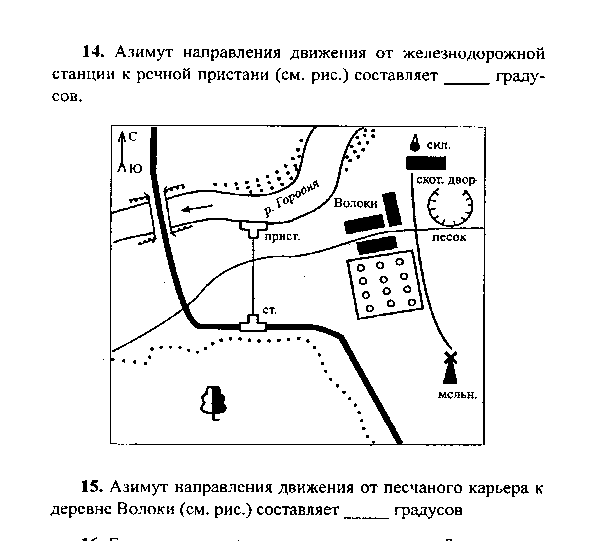 14. Азимут направления движения от железнодорожной
станции к речной пристани (см. рис.) составляет _____ граду-
сов.
С
Ю
р. Городня
сил.
скот. двор
Волоки
прист.
песок
ст.
мельн.
15. Азимут направления движения от песчаного карьера к
деревне Волоки (см. рис.) составляет _____ градусов